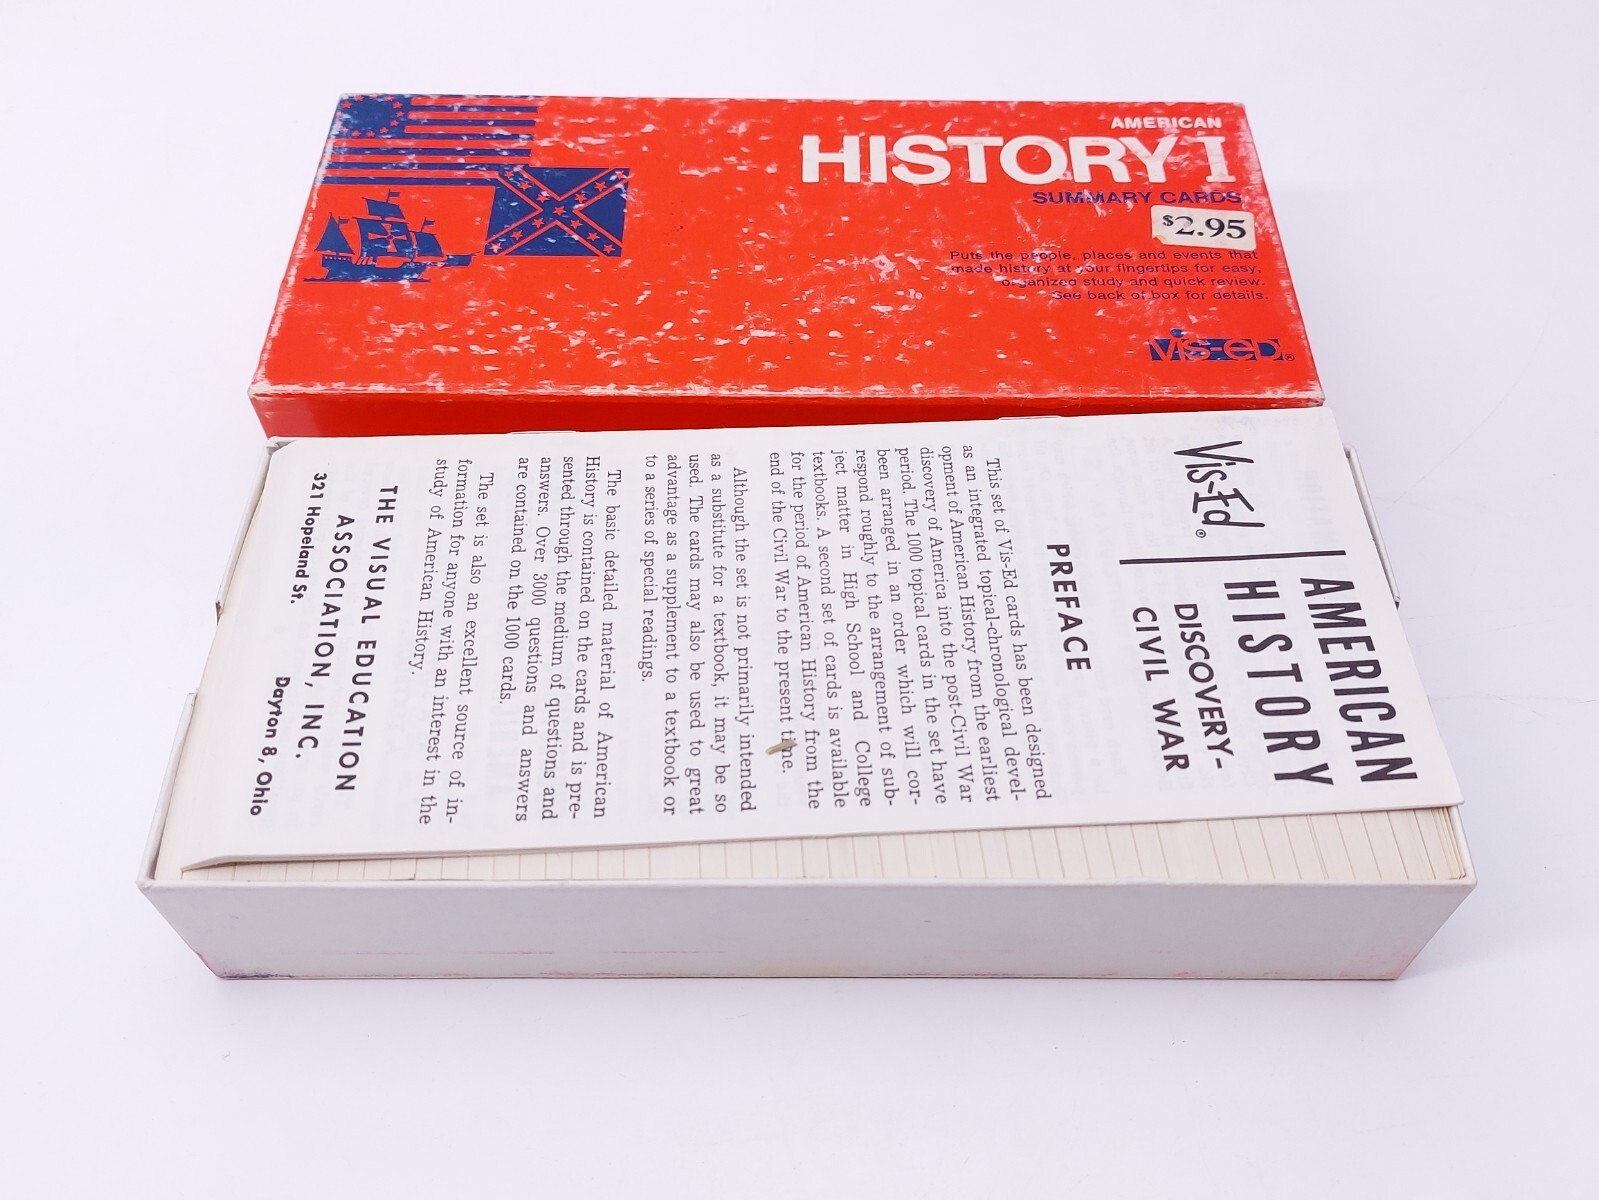 AMERICAN
HISTORY I
SUMMARY CARDS
$2.95
Puts the people, places and events that
made history at your fingertips for easy,
organized study and quick review.
See back of box for details.
VIS-ED®
Vis-Ed®
AMERICAN
HISTORY
DISCOVERY-
CIVIL WAR
PREFACE
This set of Vis-Ed cards has been designed
as an integrated topical-chronological devel-
opment of American History from the earliest
discovery of America into the post-Civil War
period. The 1000 topical cards in the set have
been arranged in an order which will cor-
respond roughly to the arrangement of sub-
ject matter in High School and College
textbooks. A second set of cards is available
for the period of American History from the
end of the Civil War to the present time.
Although the set is not primarily intended
as a substitute for a textbook, it may be so
used. The cards may also be used to great
advantage as a supplement to a textbook or
to a series of special readings.
The basic detailed material of American
History is contained on the cards and is pre-
sented through the medium of questions and
answers. Over 3000 questions and answers
are contained on the 1000 cards.
The set is also an excellent source of in-
formation for anyone with an interest in the
study of American History.
THE VISUAL EDUCATION
ASSOCIATION, INC.
321 Hopeland St. Dayton 8, Ohio